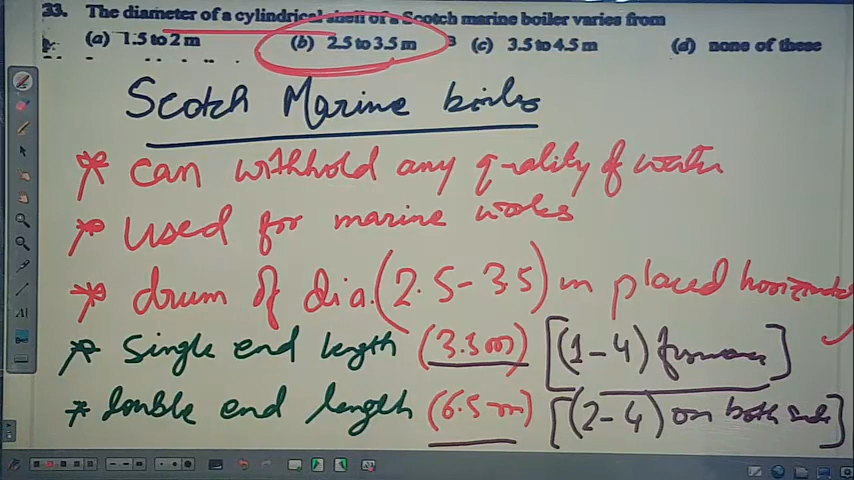 33. The diameter of a cylindrical shell of a Scotch marine boiler varies from
(a) 1.5 to 2 m (b) 2.5 to 3.5 m (c) 3.5 to 4.5 m (d) none of these
Scotch Marine boiler
* can withhold any quality of water
* used for marine works
* drum of dia. (2.5-3.5) m placed horizontal
* Single end length (3.5m) [(1-4) furnaces]
* double end length (6.5 m) [(2-4) on both side]